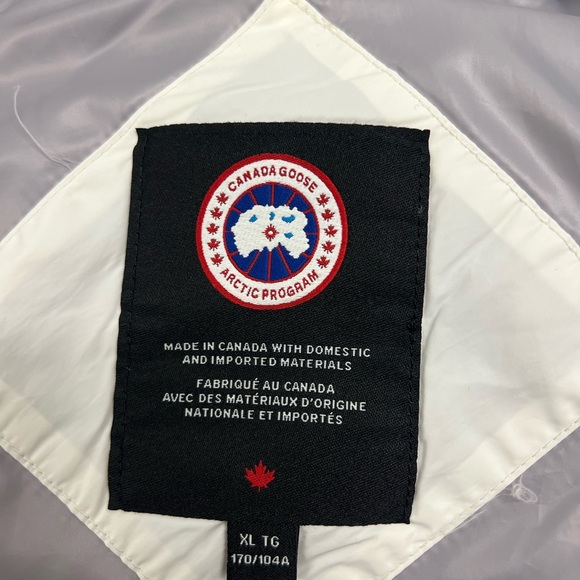 CANADA GOOSE
ARCTIC PROGRAM
MADE IN CANADA WITH DOMESTIC
AND IMPORTED MATERIALS
FABRIQUÉ AU CANADA
AVEC DES MATÉRIAUX D'ORIGINE
NATIONALE ET IMPORTÉS
XL TG
170/104A